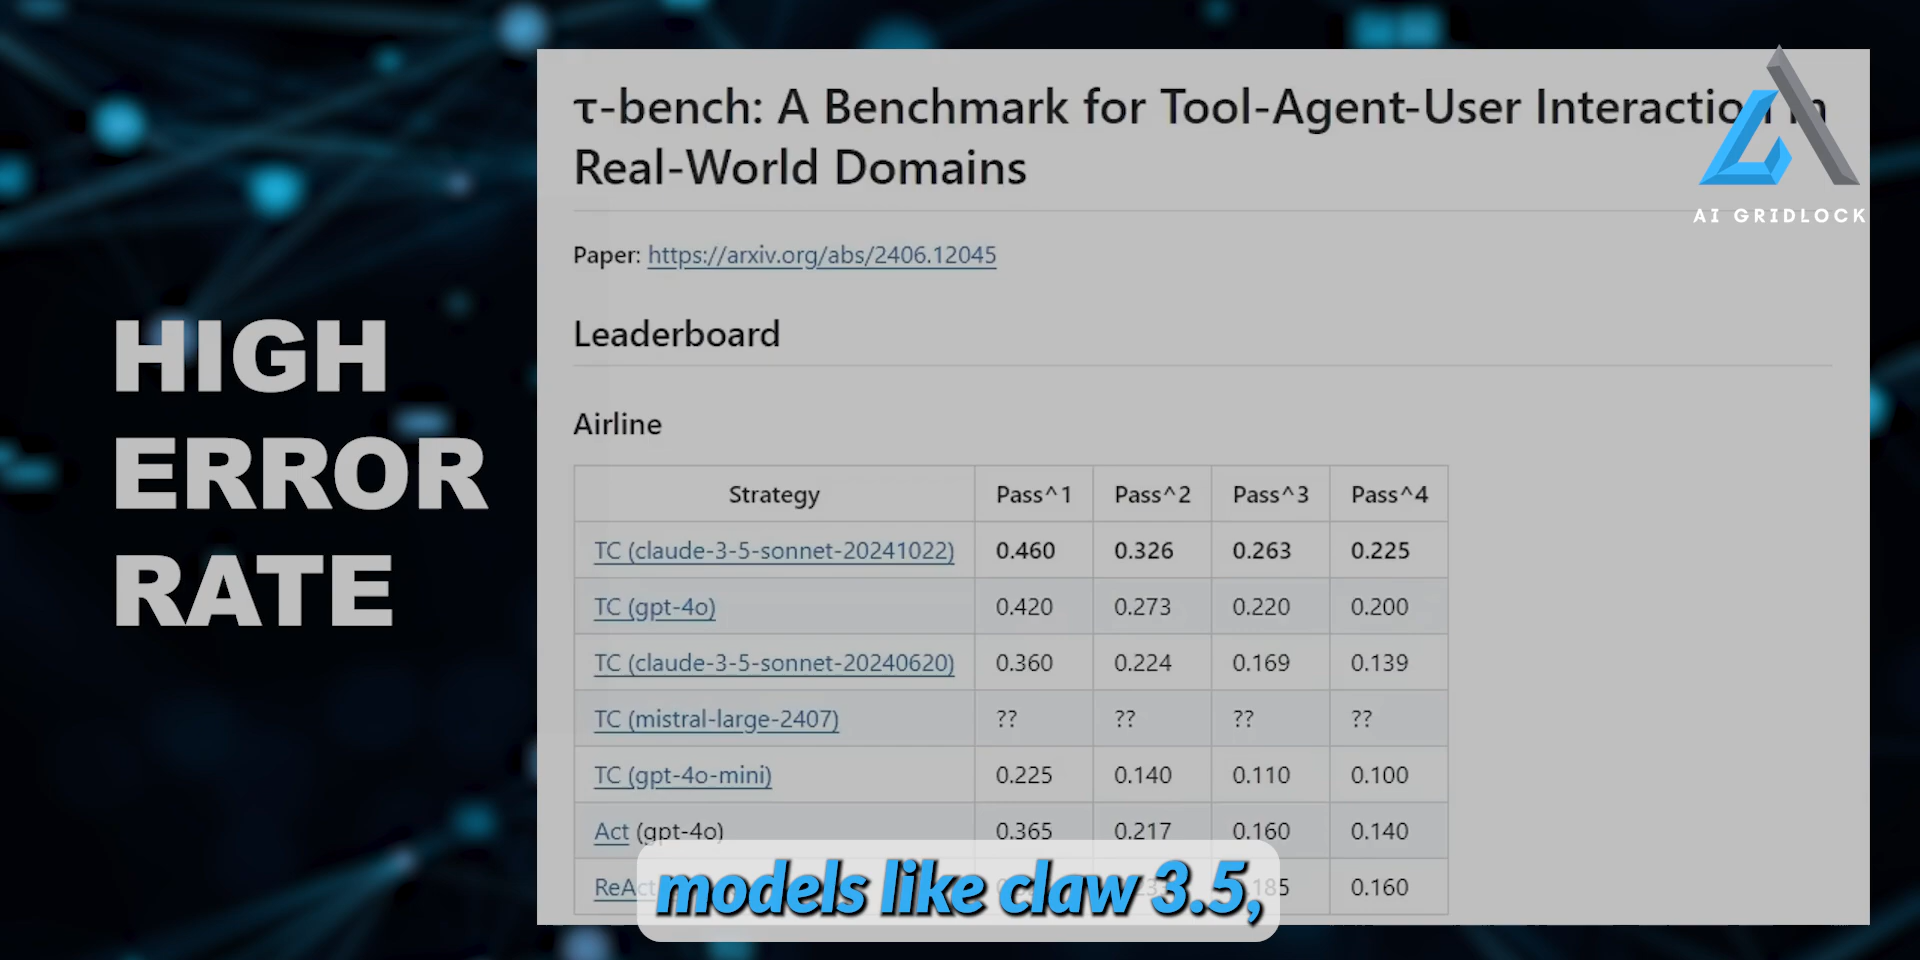 HIGH
ERROR
RATE
τ-bench: A Benchmark for Tool-Agent-User Interaction in
Real-World Domains
AI GRIDLOCK
Paper: https://arxiv.org/abs/2406.12045
Leaderboard
Airline
Strategy Pass^1 Pass^2 Pass^3 Pass^4
TC (claude-3-5-sonnet-20241022) 0.460 0.326 0.263 0.225
TC (gpt-4o) 0.420 0.273 0.220 0.200
TC (claude-3-5-sonnet-20240620) 0.360 0.224 0.169 0.139
TC (mistral-large-2407) ?? ?? ?? ??
TC (gpt-4o-mini) 0.225 0.140 0.110 0.100
Act (gpt-4o) 0.365 0.217 0.160 0.140
0.160
models like claw 3.5,